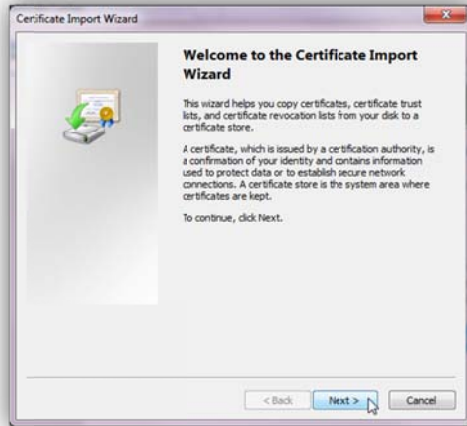 Certificate Import Wizard
Welcome to the Certificate Import
Wizard
This wizard helps you copy certificates, certificate trust
lists, and certificate revocation lists from your disk to a
certificate store.
A certificate, which is issued by a certification authority, is
a confirmation of your identity and contains information
used to protect data or to establish secure network
connections. A certificate store is the system area where
certificates are kept.
To continue, click Next.
< Back Next > Cancel